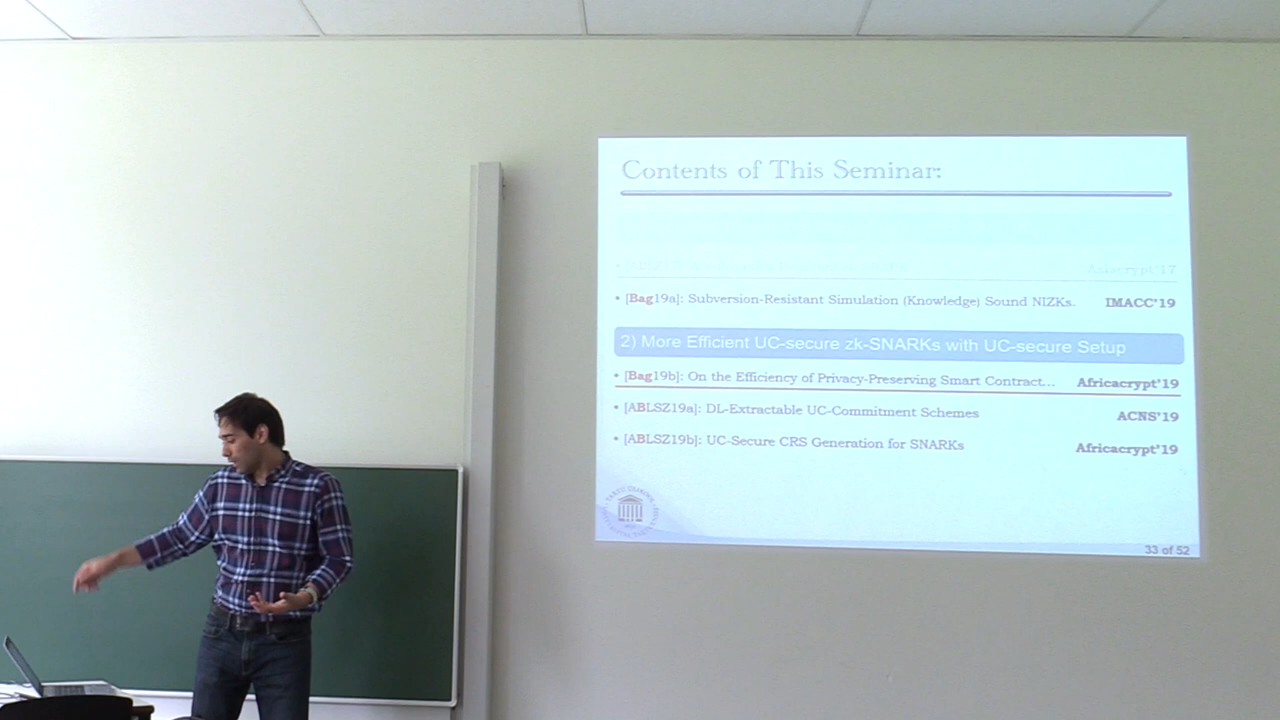 Contents of This Seminar:
Asiacrypt'17
• [Bag19a]: Subversion-Resistant Simulation (Knowledge) Sound NIZKs. IMACC'19
2) More Efficient UC-secure zk-SNARKs with UC-secure Setup
• [Bag19b]: On the Efficiency of Privacy-Preserving Smart Contract... Africacrypt'19
• [ABLSZ19a]: DL-Extractable UC-Commitment Schemes ACNS'19
• [ABLSZ19b]: UC-Secure CRS Generation for SNARKs Africacrypt'19
33 of 52